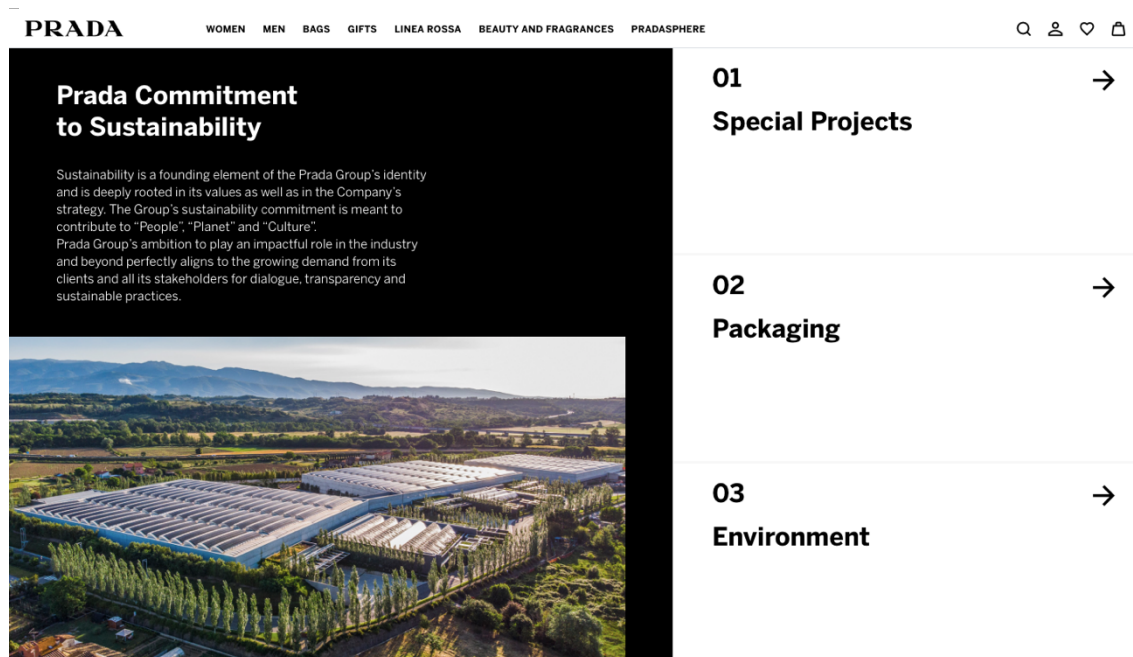 PRADA
WOMEN MEN BAGS GIFTS LINEA ROSSA BEAUTY AND FRAGRANCES PRADASPHERE
Prada Commitment
to Sustainability
Sustainability is a founding element of the Prada Group’s identity
and is deeply rooted in its values as well as in the Company’s
strategy. The Group’s sustainability commitment is meant to
contribute to “People”, “Planet” and “Culture”.
Prada Group’s ambition to play an impactful role in the industry
and beyond perfectly aligns to the growing demand from its
clients and all its stakeholders for dialogue, transparency and
sustainable practices.
01
Special Projects
02
Packaging
03
Environment